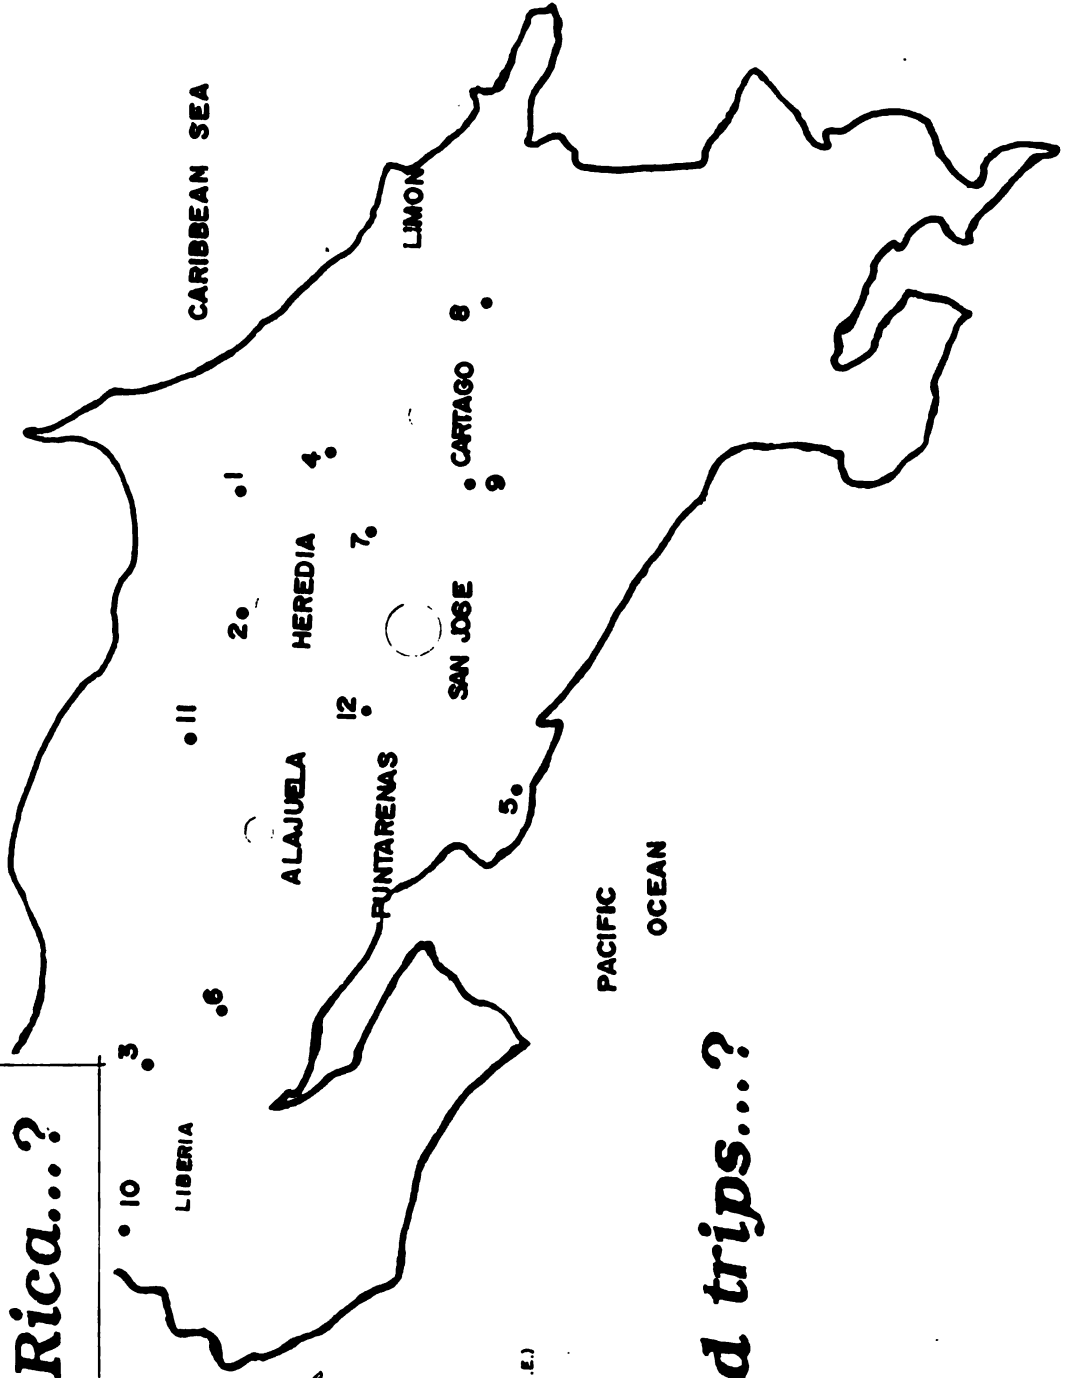 Rica...?
CARIBBEAN SEA
10
3
LIBERIA
6
11
2
1
ALAJUELA
HEREDIA
4
12
7
PUNTARENAS
LIMON
SAN JOSE
CARTAGO
8
9
5
PACIFIC
OCEAN
.E.)
d trips...?